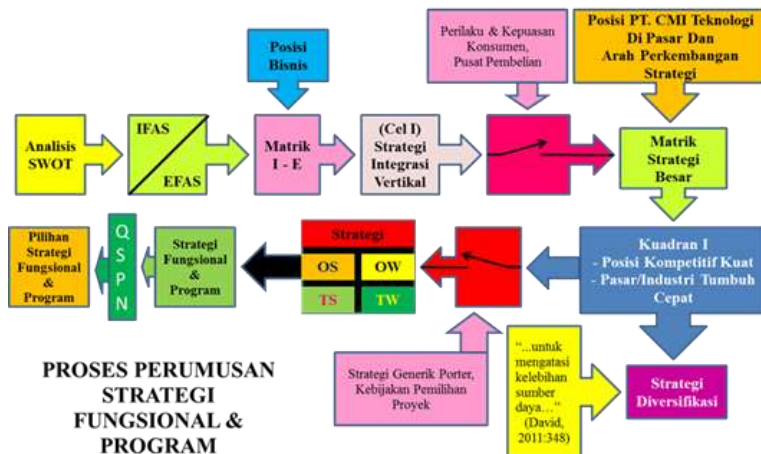 Posisi
Bisnis
Perilaku & Kepuasan
Konsumen,
Pusat Pembelian
Posisi PT. CMI Teknologi
Di Pasar Dan
Arah Perkembangan
Strategi
Analisis
SWOT
IFAS
EFAS
Matrik
I - E
(Cel I)
Strategi
Integrasi
Vertikal
Matrik
Strategi
Besar
Pilihan
Strategi
Fungsional
&
Program
Q
S
P
N
Strategi
Fungsional
&
Program
Strategi
OS OW
TS TW
Kuadran I
- Posisi Kompetitif Kuat
- Pasar/Industri Tumbuh
Cepat
PROSES PERUMUSAN
STRATEGI
FUNGSIONAL &
PROGRAM
Strategi Generik Porter,
Kebijakan Pemilihan
Proyek
“...untuk
mengatasi
kelebihan
sumber
daya…“
(David,
2011:348)
Strategi
Diversifikasi